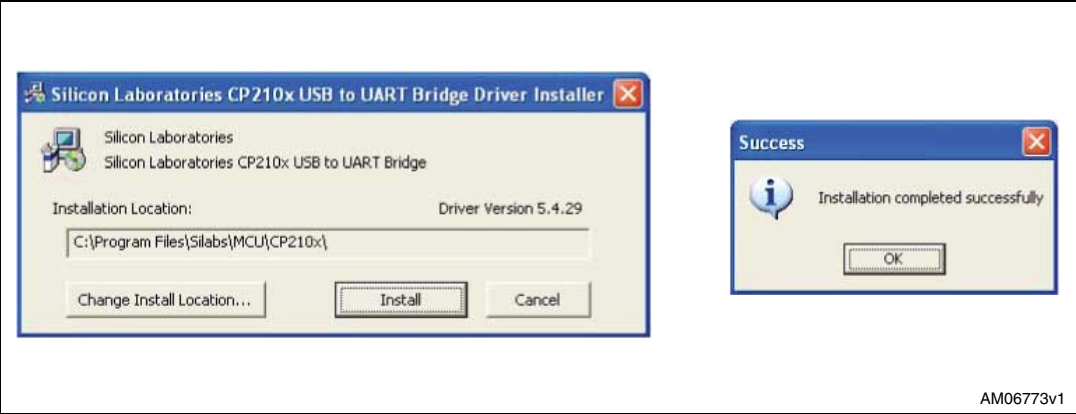 Silicon Laboratories CP210x USB to UART Bridge Driver Installer
Silicon Laboratories
Silicon Laboratories CP210x USB to UART Bridge
Installation Location:
Driver Version 5.4.29
C:\Program Files\Silabs\MCU\CP210x\
Change Install Location...
Install
Cancel
Success
Installation completed successfully
OK
AM06773v1